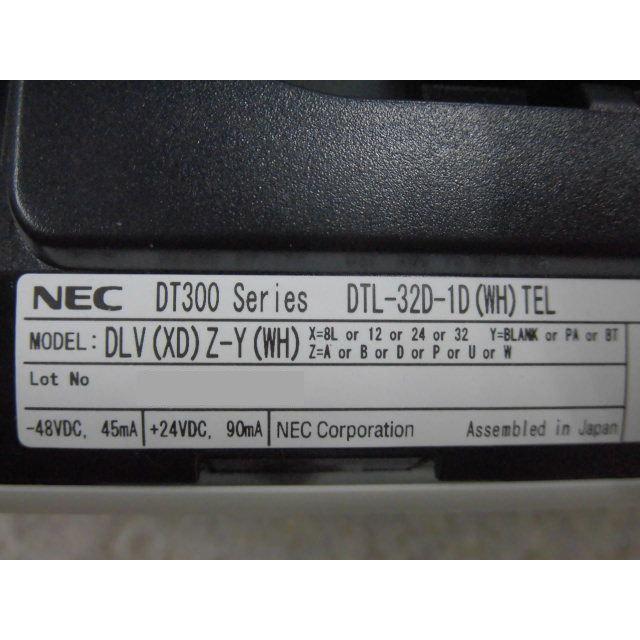 NEC DT300 Series DTL-32D-1D(WH)TEL
MODEL: DLV(XD)Z-Y(WH) X=8L or 12 or 24 or 32 Y=BLANK or PA or BT
Z=A or B or D or P or U or W
Lot No
-48VDC, 45mA +24VDC, 90mA NEC Corporation Assembled in Japan